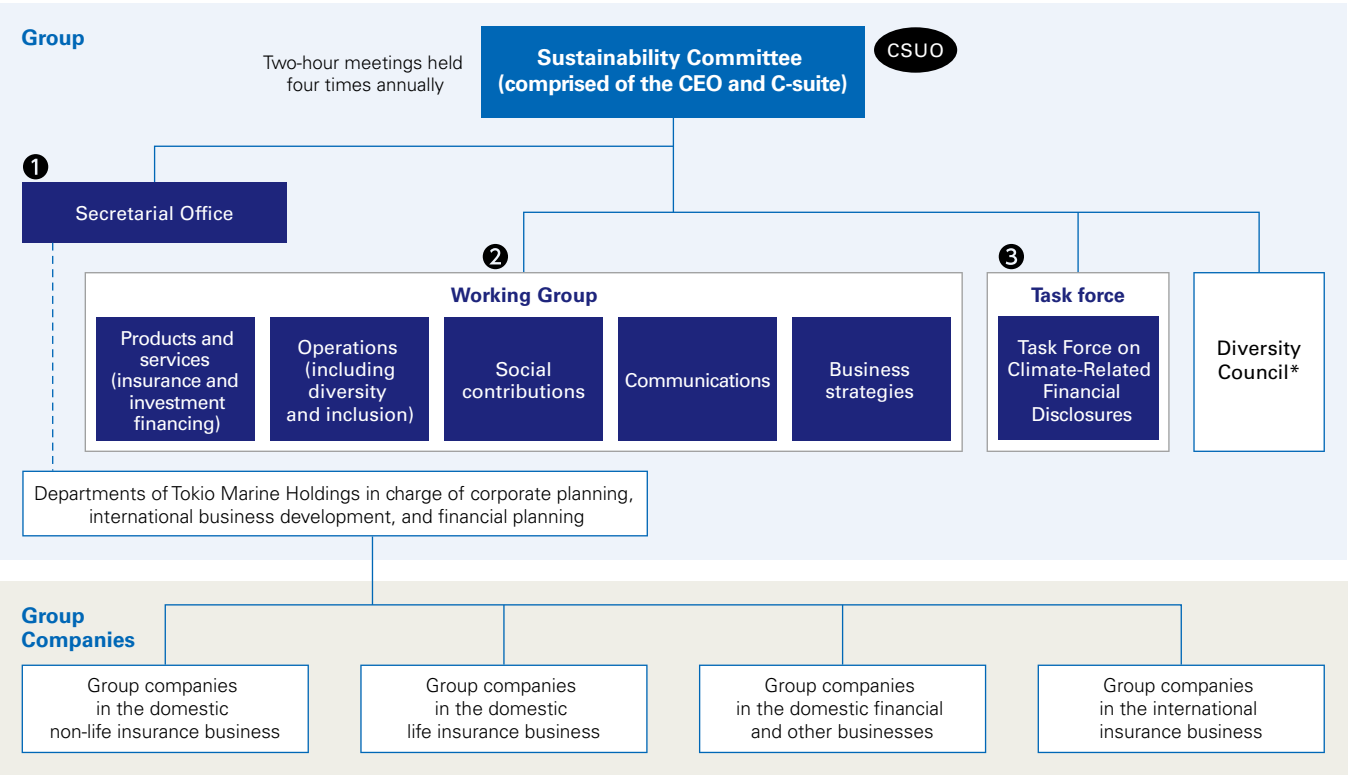 Group
Two-hour meetings held
four times annually
Sustainability Committee
(comprised of the CEO and C-suite)
CSUO
1
Secretarial Office
2
Working Group
Products and
services
(insurance and
investment
financing)
Operations
(including
diversity
and inclusion)
Social
contributions
Communications
Business
strategies
3
Task force
Task Force on
Climate-Related
Financial
Disclosures
Diversity
Council*
Departments of Tokio Marine Holdings in charge of corporate planning,
international business development, and financial planning
Group
Companies
Group companies
in the domestic
non-life insurance business
Group companies
in the domestic
life insurance business
Group companies
in the domestic financial
and other businesses
Group companies
in the international
insurance business